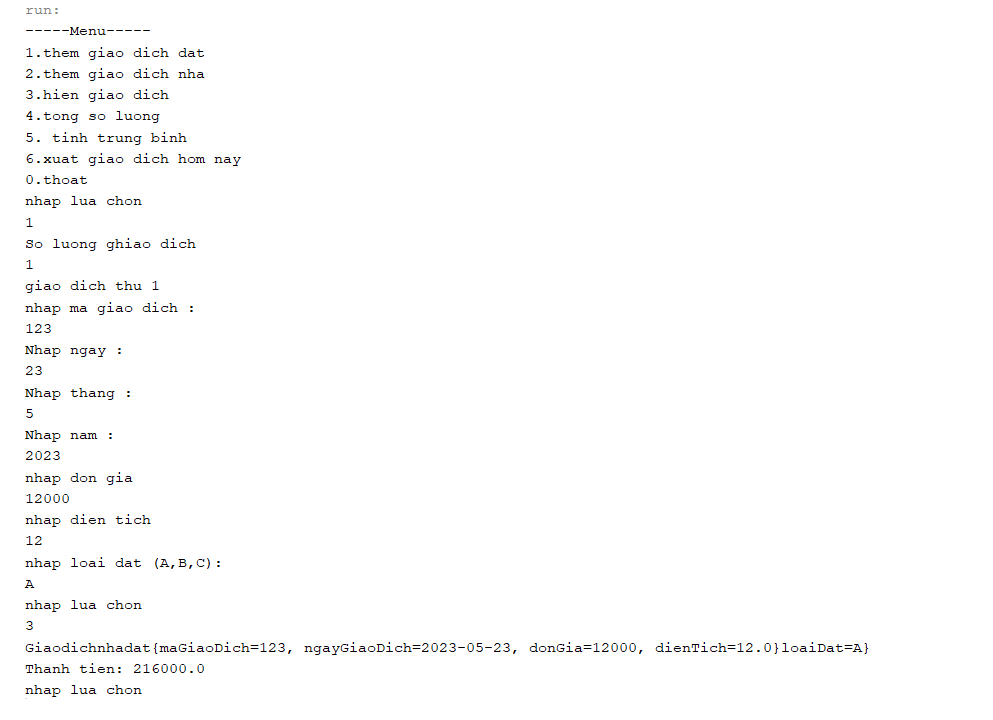 run:
-----Menu-----
1.them giao dich dat
2.them giao dich nha
3.hien giao dich
4.tong so luong
5. tinh trung binh
6.xuat giao dich hom nay
0.thoat
nhap lua chon
1
So luong ghiao dich
1
giao dich thu 1
nhap ma giao dich :
123
Nhap ngay :
23
Nhap thang :
5
Nhap nam :
2023
nhap don gia
12000
nhap dien tich
12
nhap loai dat (A,B,C):
A
nhap lua chon
3
Giaodichnhadat{maGiaoDich=123, ngayGiaoDich=2023-05-23, donGia=12000, dienTich=12.0}loaiDat=A}
Thanh tien: 216000.0
nhap lua chon